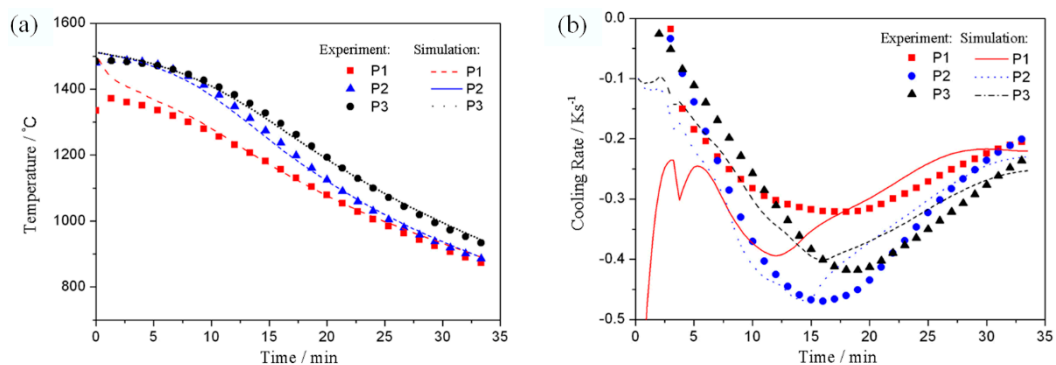 (a)
1600
1400
1200
1000
800
Temperature / °C
Experiment: Simulation:
P1 P1
P2 P2
P3 P3
0 5 10 15 20 25 30 35
Time / min
(b)
0.0
-0.1
-0.2
-0.3
-0.4
-0.5
Cooling Rate / Ks⁻¹
Experiment: Simulation:
P1 P1
P2 P2
P3 P3
0 5 10 15 20 25 30 35
Time / min